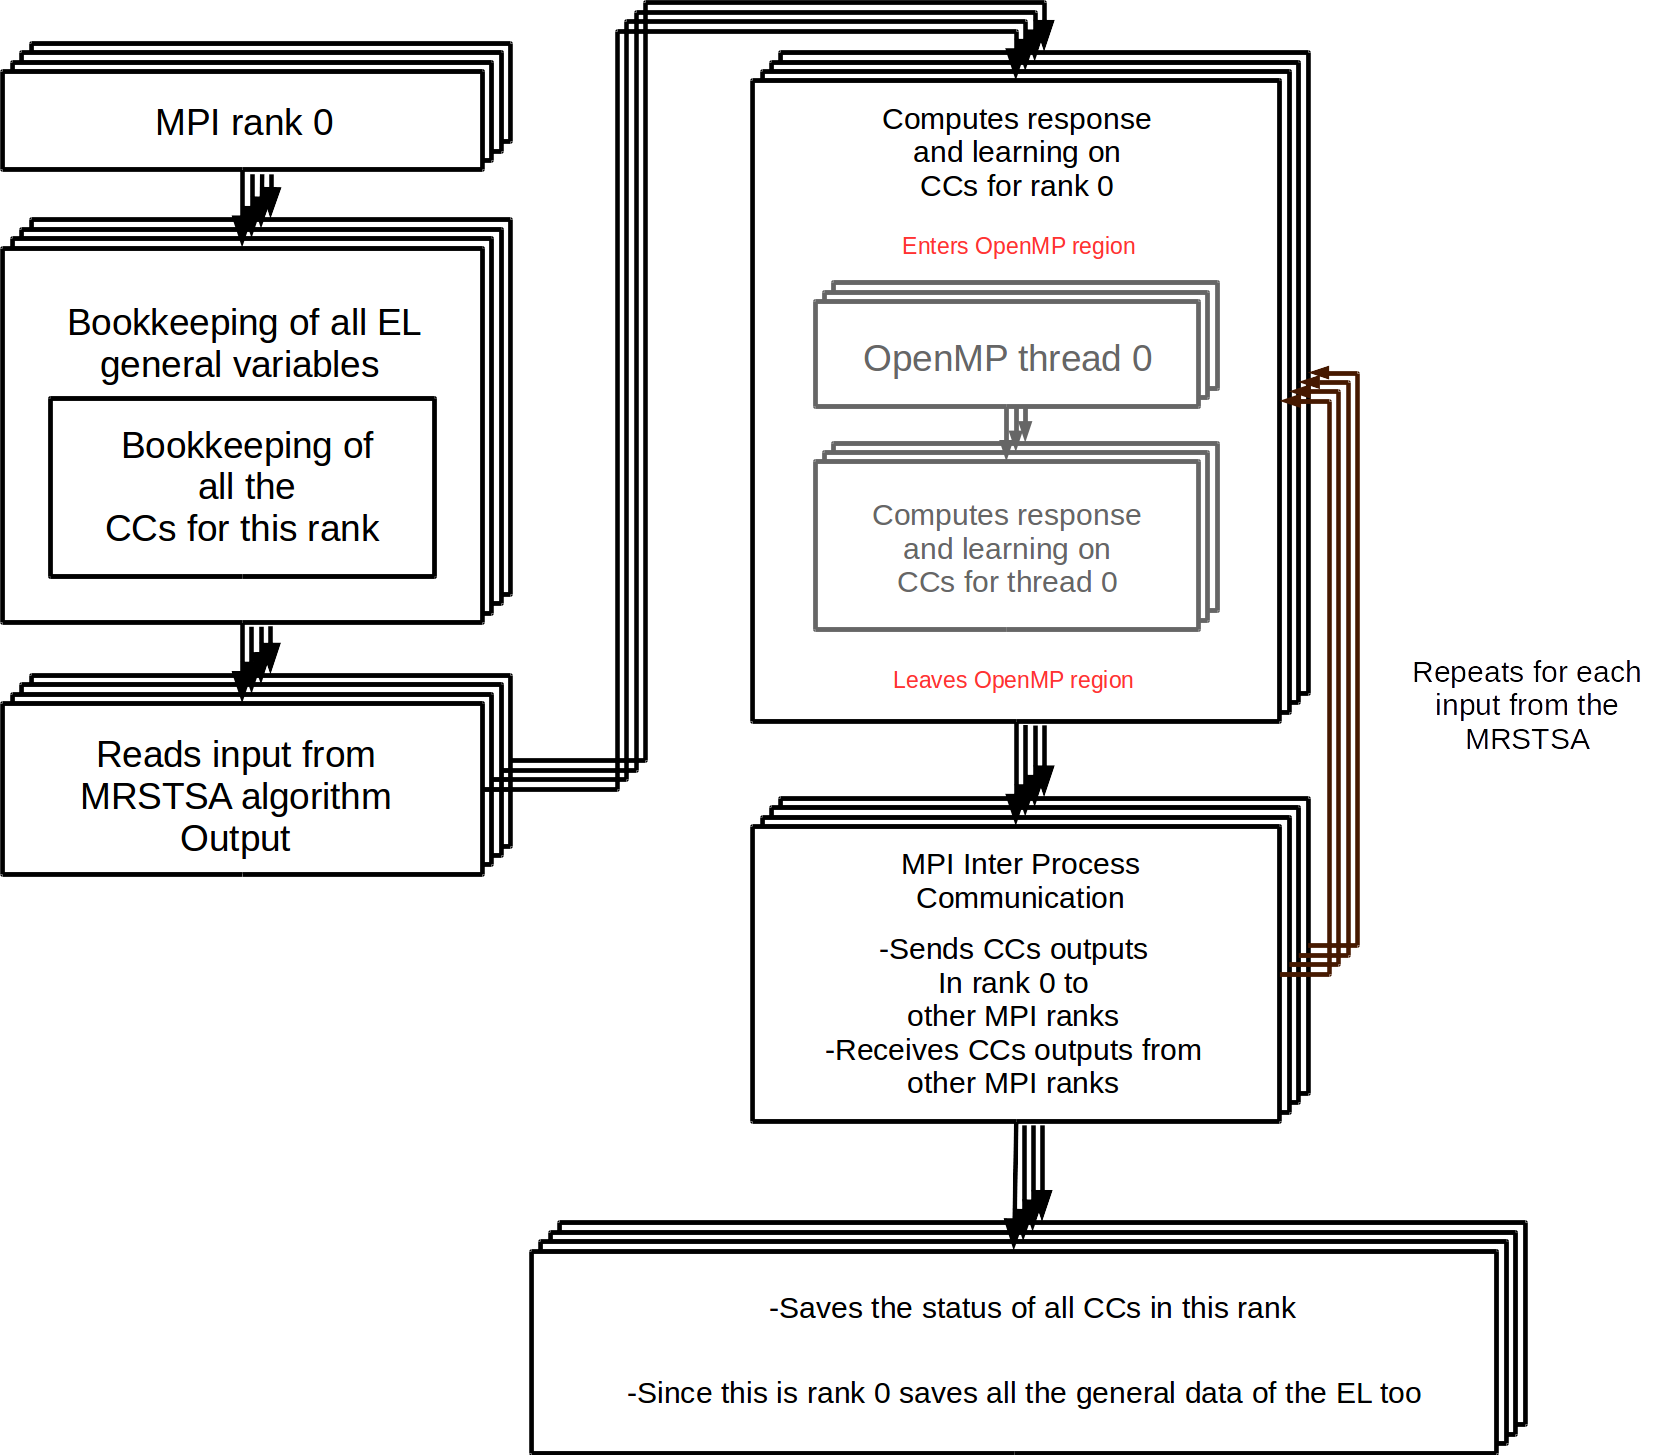 MPI rank 0
Bookkeeping of all EL
general variables
Bookkeeping of
all the
CCs for this rank
Reads input from
MRSTSA algorithm
Output
Computes response
and learning on
CCs for rank 0
Enters OpenMP region
OpenMP thread 0
Computes response
and learning on
CCs for thread 0
Leaves OpenMP region
Repeats for each
input from the
MRSTSA
MPI Inter Process
Communication
-Sends CCs outputs
In rank 0 to
other MPI ranks
-Receives CCs outputs from
other MPI ranks
-Saves the status of all CCs in this rank
-Since this is rank 0 saves all the general data of the EL too